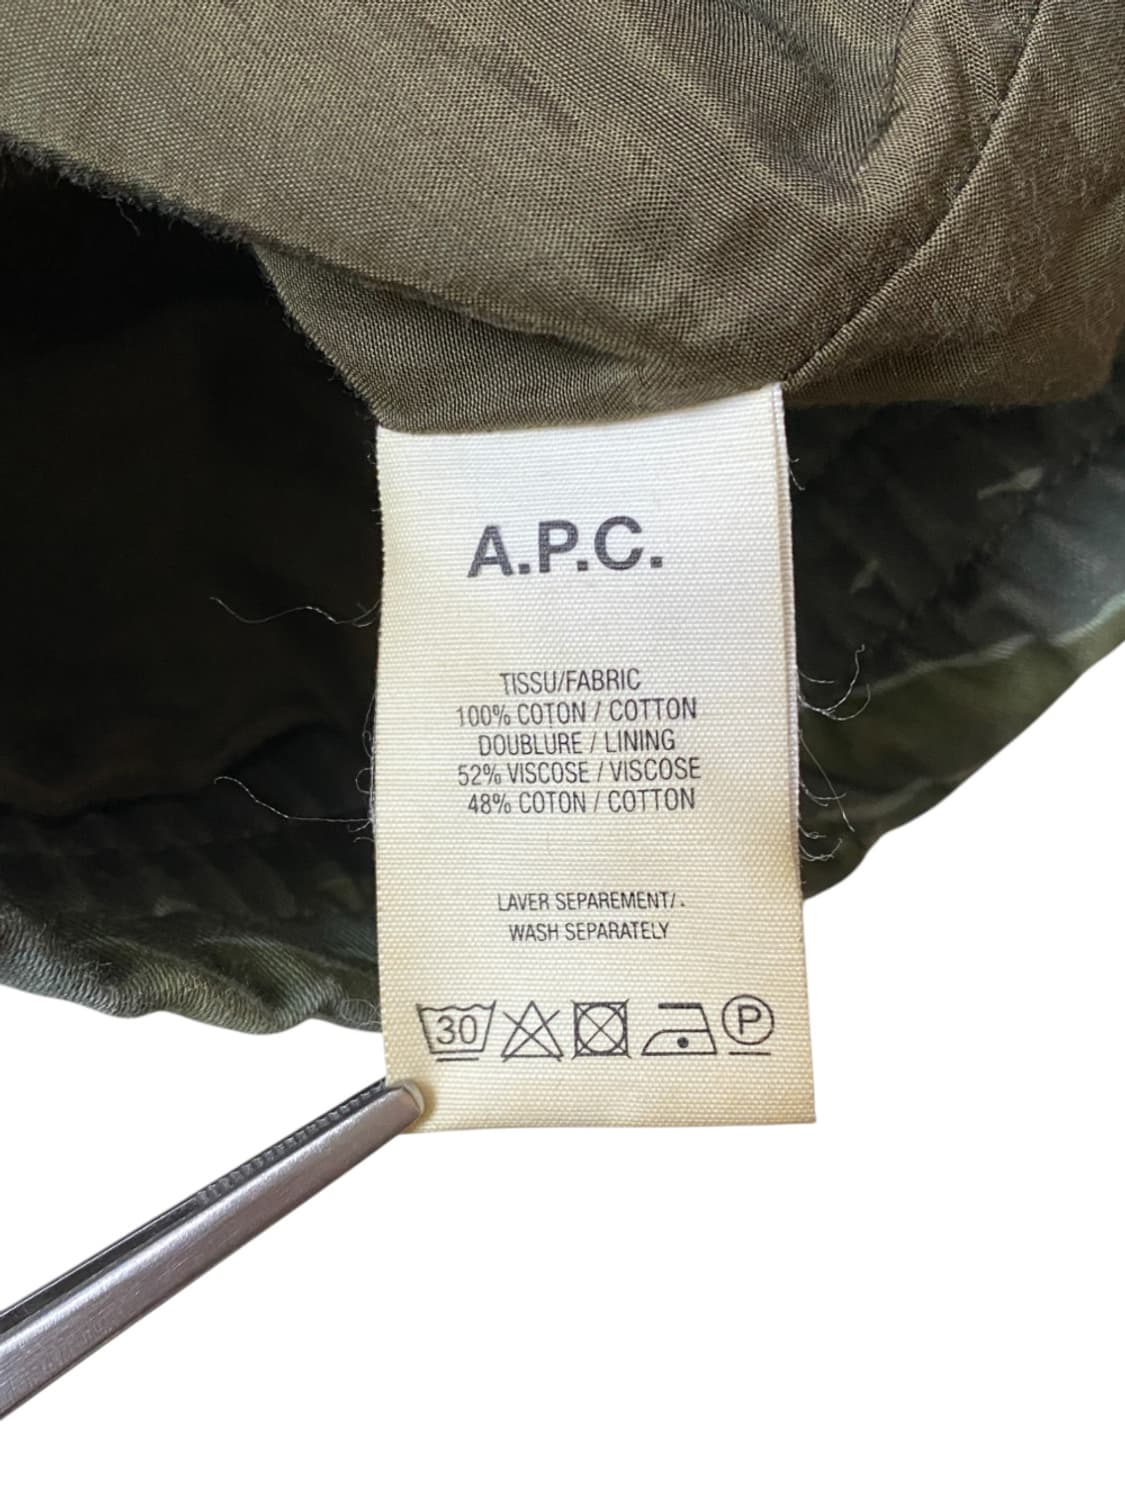 A.P.C.
TISSU/FABRIC
100% COTON / COTTON
DOUBLURE / LINING
52% VISCOSE / VISCOSE
48% COTON / COTTON
LAVER SEPAREMENT/.
WASH SEPARATELY
30 P